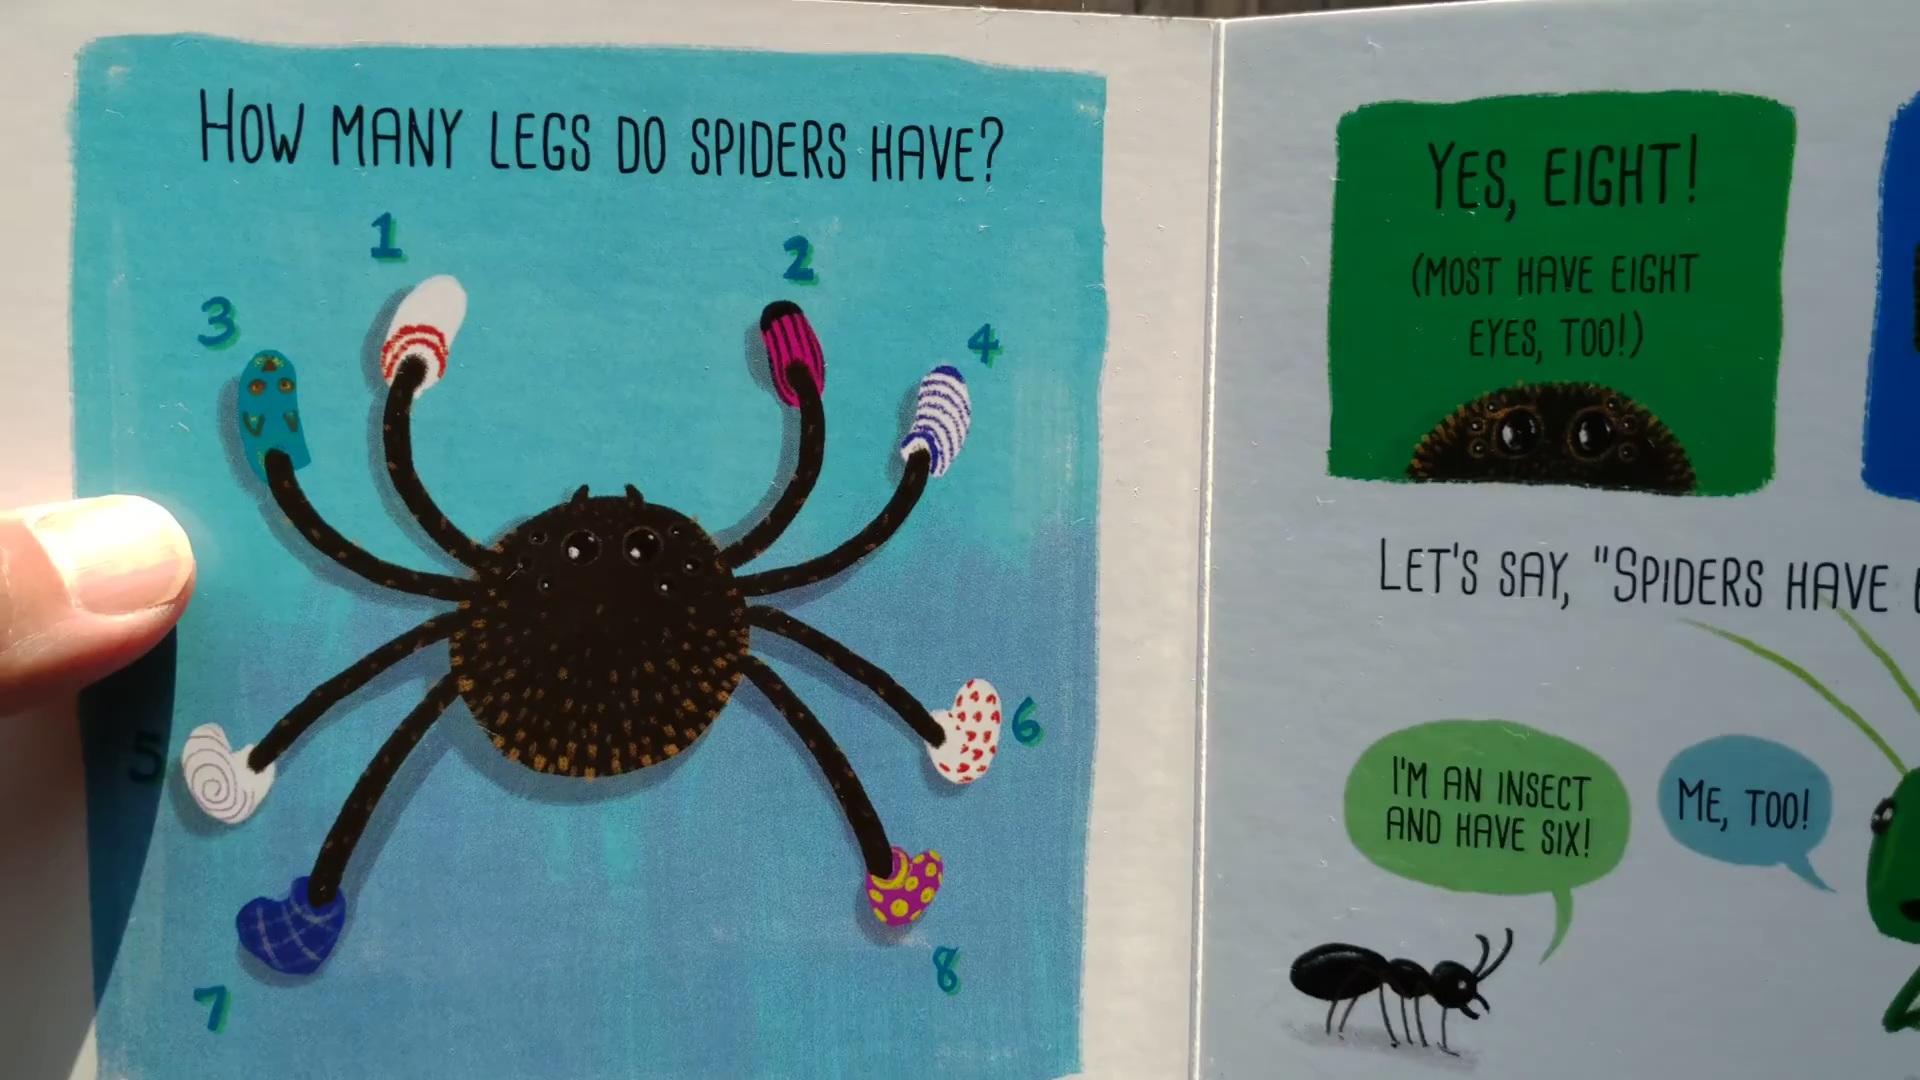 HOW MANY LEGS DO SPIDERS HAVE?
1
2
3
4
5
6
7
8
YES, EIGHT!
(MOST HAVE EIGHT
EYES, TOO!)
LET'S SAY, "SPIDERS HAVE
I'M AN INSECT
AND HAVE SIX!
ME, TOO!